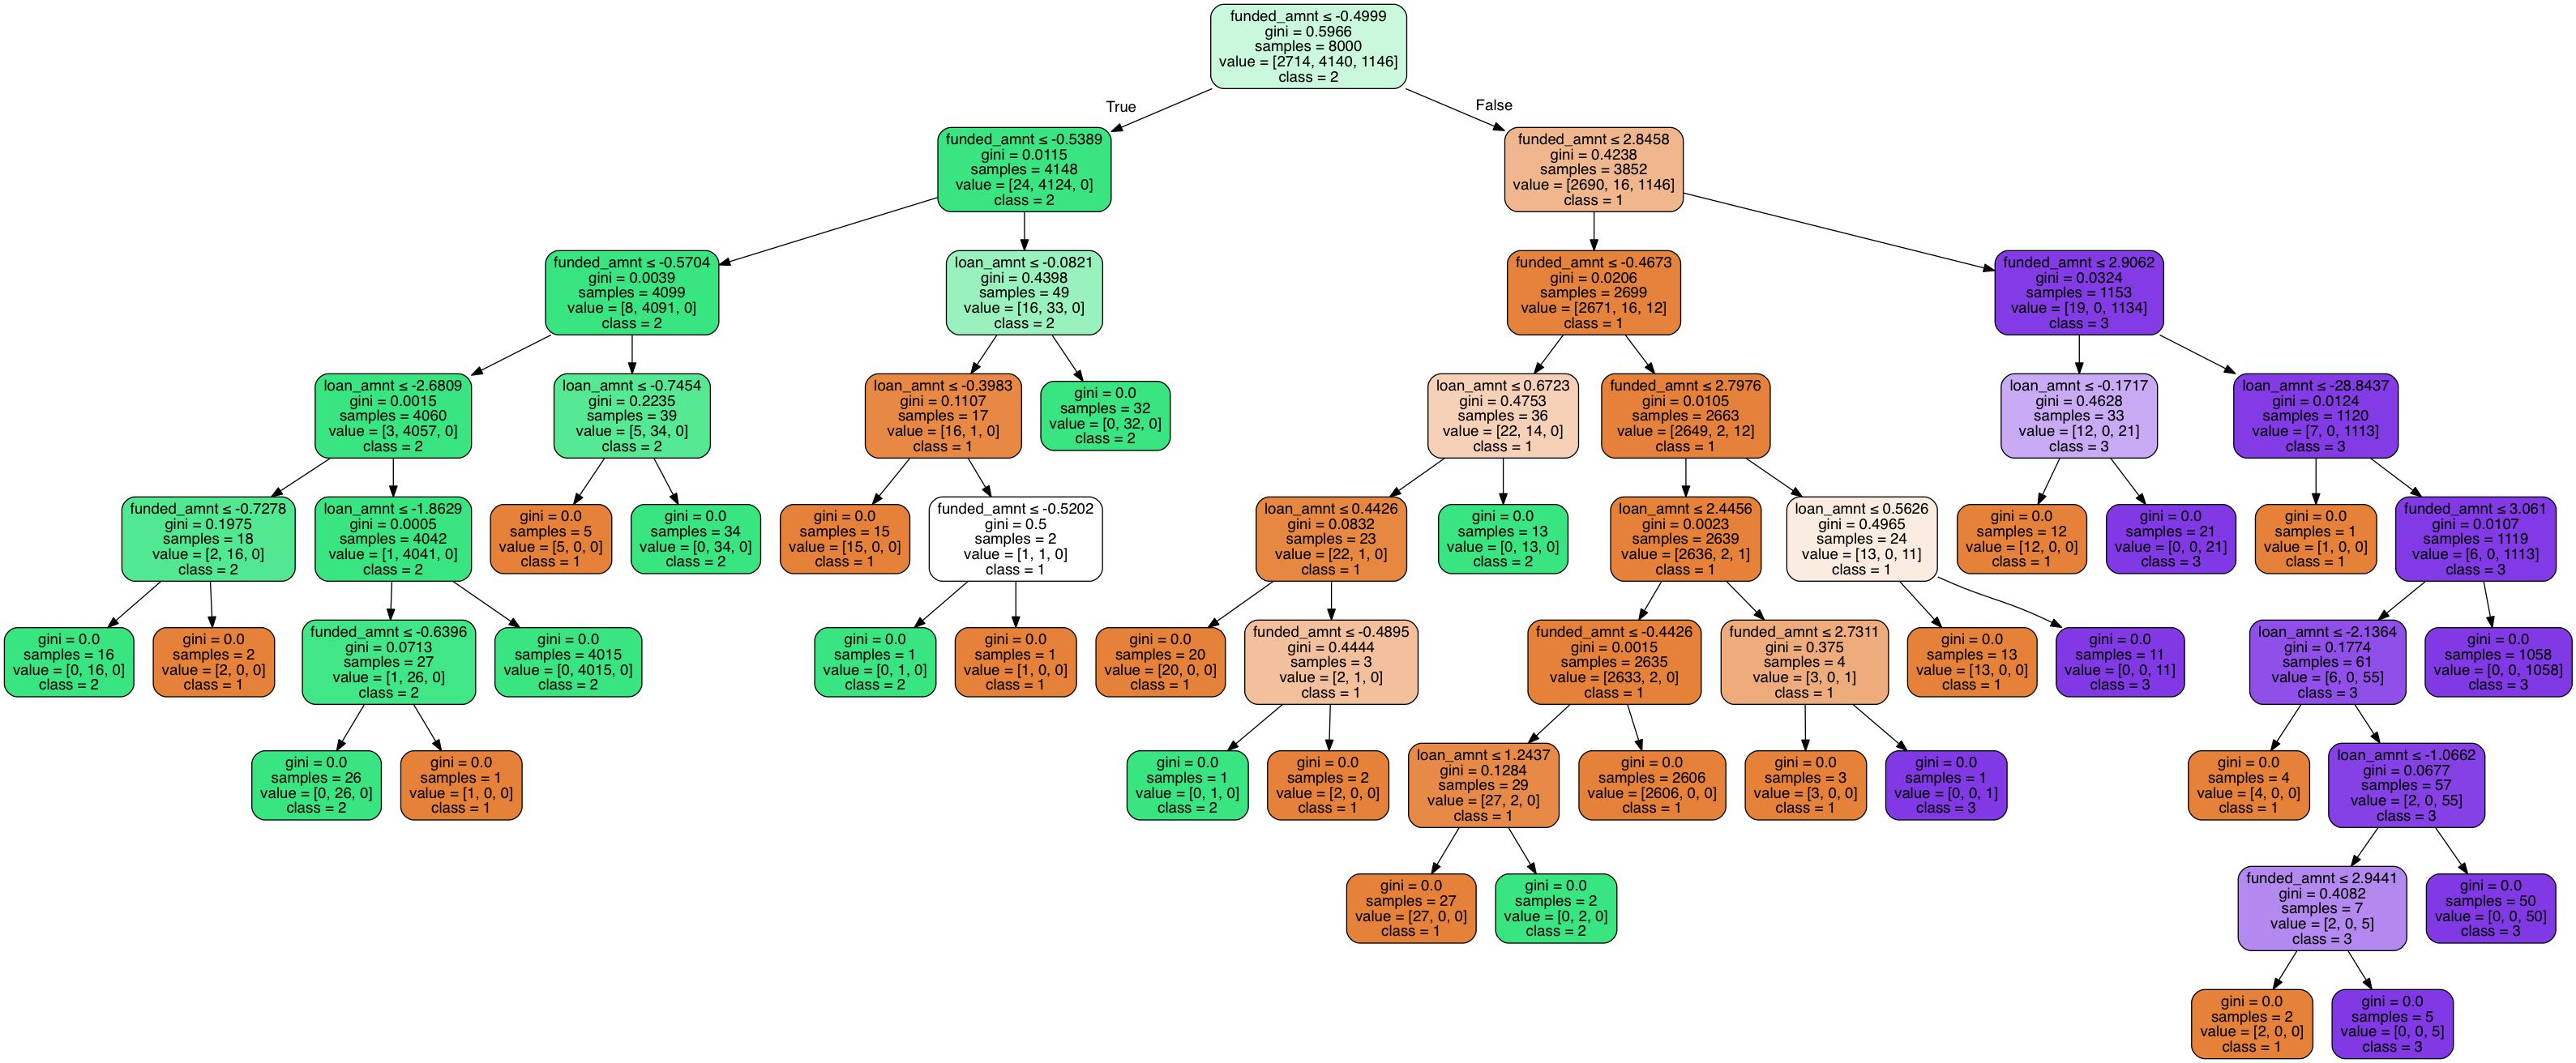 funded_amnt ≤ -0.4999
gini = 0.5966
samples = 8000
value = [2714, 4140, 1146]
class = 2
True
False
funded_amnt ≤ -0.5389
gini = 0.0115
samples = 4148
value = [24, 4124, 0]
class = 2
funded_amnt ≤ 2.8458
gini = 0.4238
samples = 3852
value = [2690, 16, 1146]
class = 1
funded_amnt ≤ -0.5704
gini = 0.0039
samples = 4099
value = [8, 4091, 0]
class = 2
loan_amnt ≤ -0.0821
gini = 0.4398
samples = 49
value = [16, 33, 0]
class = 2
funded_amnt ≤ -0.4673
gini = 0.0206
samples = 2699
value = [2671, 16, 12]
class = 1
funded_amnt ≤ 2.9062
gini = 0.0324
samples = 1153
value = [19, 0, 1134]
class = 3
loan_amnt ≤ -2.6809
gini = 0.0015
samples = 4060
value = [3, 4057, 0]
class = 2
loan_amnt ≤ -0.7454
gini = 0.2235
samples = 39
value = [5, 34, 0]
class = 2
loan_amnt ≤ -0.3983
gini = 0.1107
samples = 17
value = [16, 1, 0]
class = 1
gini = 0.0
samples = 32
value = [0, 32, 0]
class = 2
loan_amnt ≤ 0.6723
gini = 0.4753
samples = 36
value = [22, 14, 0]
class = 1
funded_amnt ≤ 2.7976
gini = 0.0105
samples = 2663
value = [2649, 2, 12]
class = 1
loan_amnt ≤ -0.1717
gini = 0.4628
samples = 33
value = [12, 0, 21]
class = 3
loan_amnt ≤ -28.8437
gini = 0.0124
samples = 1120
value = [7, 0, 1113]
class = 3
funded_amnt ≤ -0.7278
gini = 0.1975
samples = 18
value = [2, 16, 0]
class = 2
loan_amnt ≤ -1.8629
gini = 0.0005
samples = 4042
value = [1, 4041, 0]
class = 2
gini = 0.0
samples = 5
value = [5, 0, 0]
class = 1
gini = 0.0
samples = 34
value = [0, 34, 0]
class = 2
gini = 0.0
samples = 15
value = [15, 0, 0]
class = 1
funded_amnt ≤ -0.5202
gini = 0.5
samples = 2
value = [1, 1, 0]
class = 1
loan_amnt ≤ 0.4426
gini = 0.0832
samples = 23
value = [22, 1, 0]
class = 1
gini = 0.0
samples = 13
value = [0, 13, 0]
class = 2
loan_amnt ≤ 2.4456
gini = 0.0023
samples = 2639
value = [2636, 2, 1]
class = 1
loan_amnt ≤ 0.5626
gini = 0.4965
samples = 24
value = [13, 0, 11]
class = 1
gini = 0.0
samples = 12
value = [12, 0, 0]
class = 1
gini = 0.0
samples = 21
value = [0, 0, 21]
class = 3
gini = 0.0
samples = 1
value = [1, 0, 0]
class = 1
funded_amnt ≤ 3.061
gini = 0.0107
samples = 1119
value = [6, 0, 1113]
class = 3
gini = 0.0
samples = 16
value = [0, 16, 0]
class = 2
gini = 0.0
samples = 2
value = [2, 0, 0]
class = 1
funded_amnt ≤ -0.6396
gini = 0.0713
samples = 27
value = [1, 26, 0]
class = 2
gini = 0.0
samples = 4015
value = [0, 4015, 0]
class = 2
gini = 0.0
samples = 1
value = [0, 1, 0]
class = 2
gini = 0.0
samples = 1
value = [1, 0, 0]
class = 1
gini = 0.0
samples = 20
value = [20, 0, 0]
class = 1
funded_amnt ≤ -0.4895
gini = 0.4444
samples = 3
value = [2, 1, 0]
class = 1
funded_amnt ≤ -0.4426
gini = 0.0015
samples = 2635
value = [2633, 2, 0]
class = 1
funded_amnt ≤ 2.7311
gini = 0.375
samples = 4
value = [3, 0, 1]
class = 1
gini = 0.0
samples = 13
value = [13, 0, 0]
class = 1
gini = 0.0
samples = 11
value = [0, 0, 11]
class = 3
loan_amnt ≤ -2.1364
gini = 0.1774
samples = 61
value = [6, 0, 55]
class = 3
gini = 0.0
samples = 1058
value = [0, 0, 1058]
class = 3
gini = 0.0
samples = 26
value = [0, 26, 0]
class = 2
gini = 0.0
samples = 1
value = [1, 0, 0]
class = 1
gini = 0.0
samples = 1
value = [0, 1, 0]
class = 2
gini = 0.0
samples = 2
value = [2, 0, 0]
class = 1
loan_amnt ≤ 1.2437
gini = 0.1284
samples = 29
value = [27, 2, 0]
class = 1
gini = 0.0
samples = 2606
value = [2606, 0, 0]
class = 1
gini = 0.0
samples = 3
value = [3, 0, 0]
class = 1
gini = 0.0
samples = 1
value = [0, 0, 1]
class = 3
gini = 0.0
samples = 4
value = [4, 0, 0]
class = 1
loan_amnt ≤ -1.0662
gini = 0.0677
samples = 57
value = [2, 0, 55]
class = 3
gini = 0.0
samples = 27
value = [27, 0, 0]
class = 1
gini = 0.0
samples = 2
value = [0, 2, 0]
class = 2
funded_amnt ≤ 2.9441
gini = 0.4082
samples = 7
value = [2, 0, 5]
class = 3
gini = 0.0
samples = 50
value = [0, 0, 50]
class = 3
gini = 0.0
samples = 2
value = [2, 0, 0]
class = 1
gini = 0.0
samples = 5
value = [0, 0, 5]
class = 3